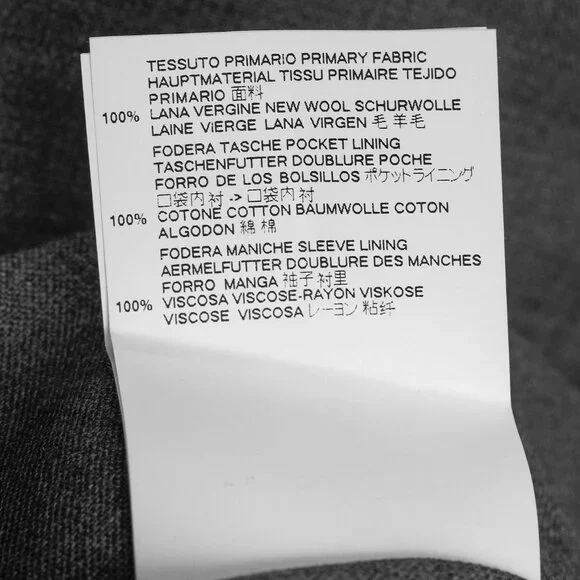 TESSUTO PRIMARIO PRIMARY FABRIC
HAUPTMATERIAL TISSU PRIMAIRE TEJIDO
PRIMARIO 面料
100% LANA VERGINE NEW WOOL SCHURWOLLE
LAINE ViERGE LANA VIRGEN 毛 羊毛
FODERA TASCHE POCKET LINING
TASCHENFUTTER DOUBLURE POCHE
FORRO DE LOS BOLSILLOS ポケットライニング
口袋内 衬 -> 口袋内 衬
100% COTONE COTTON BAUMWOLLE COTON
ALGODON 綿 棉
FODERA MANICHE SLEEVE LINING
AERMELFUTTER DOUBLURE DES MANCHES
FORRO MANGA 袖子 衬里
100% VISCOSA VISCOSE-RAYON VISKOSE
VISCOSE VISCOSA レーヨン 粘纤